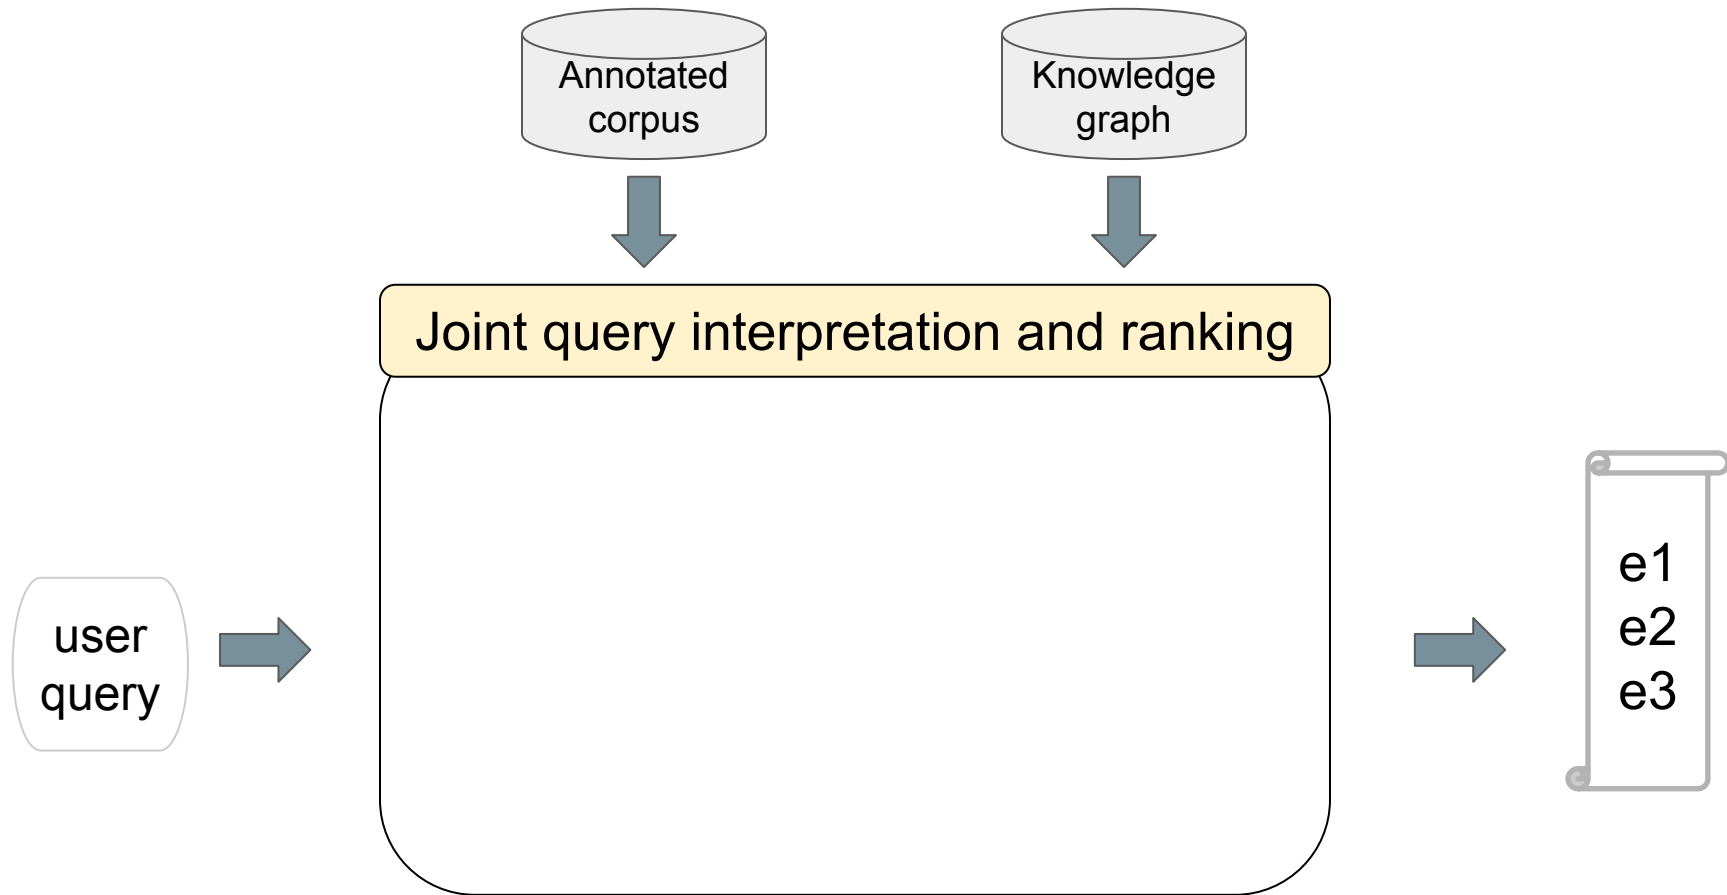 Annotated
corpus
Knowledge
graph
Joint query interpretation and ranking
user
query
e1
e2
e3